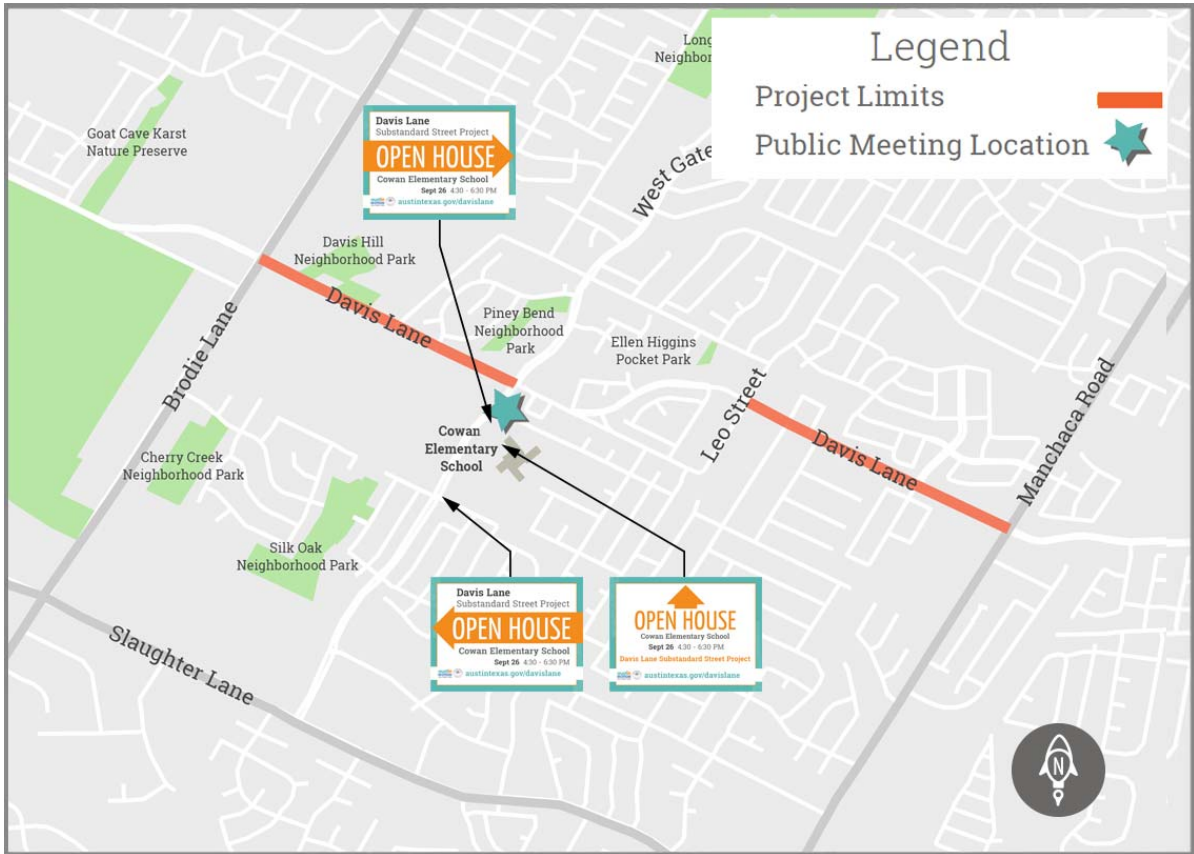 Legend
Project Limits
Public Meeting Location
Long
Neighbor
Goat Cave Karst
Nature Preserve
Davis Lane
Substandard Street Project
OPEN HOUSE
Cowan Elementary School
Sept 26 4:30 - 6:30 PM
austintexas.gov/davislane
West Gate
Davis Hill
Neighborhood Park
Davis Lane
Piney Bend
Neighborhood
Park
Ellen Higgins
Pocket Park
Brodie Lane
Leo Street
Davis Lane
Manchaca Road
Cowan
Elementary
School
Cherry Creek
Neighborhood Park
Silk Oak
Neighborhood Park
Slaughter Lane
Davis Lane
Substandard Street Project
OPEN HOUSE
Cowan Elementary School
Sept 26 4:30 - 6:30 PM
austintexas.gov/davislane
OPEN HOUSE
Cowan Elementary School
Sept 26 4:30 - 6:30 PM
Davis Lane Substandard Street Project
austintexas.gov/davislane
N